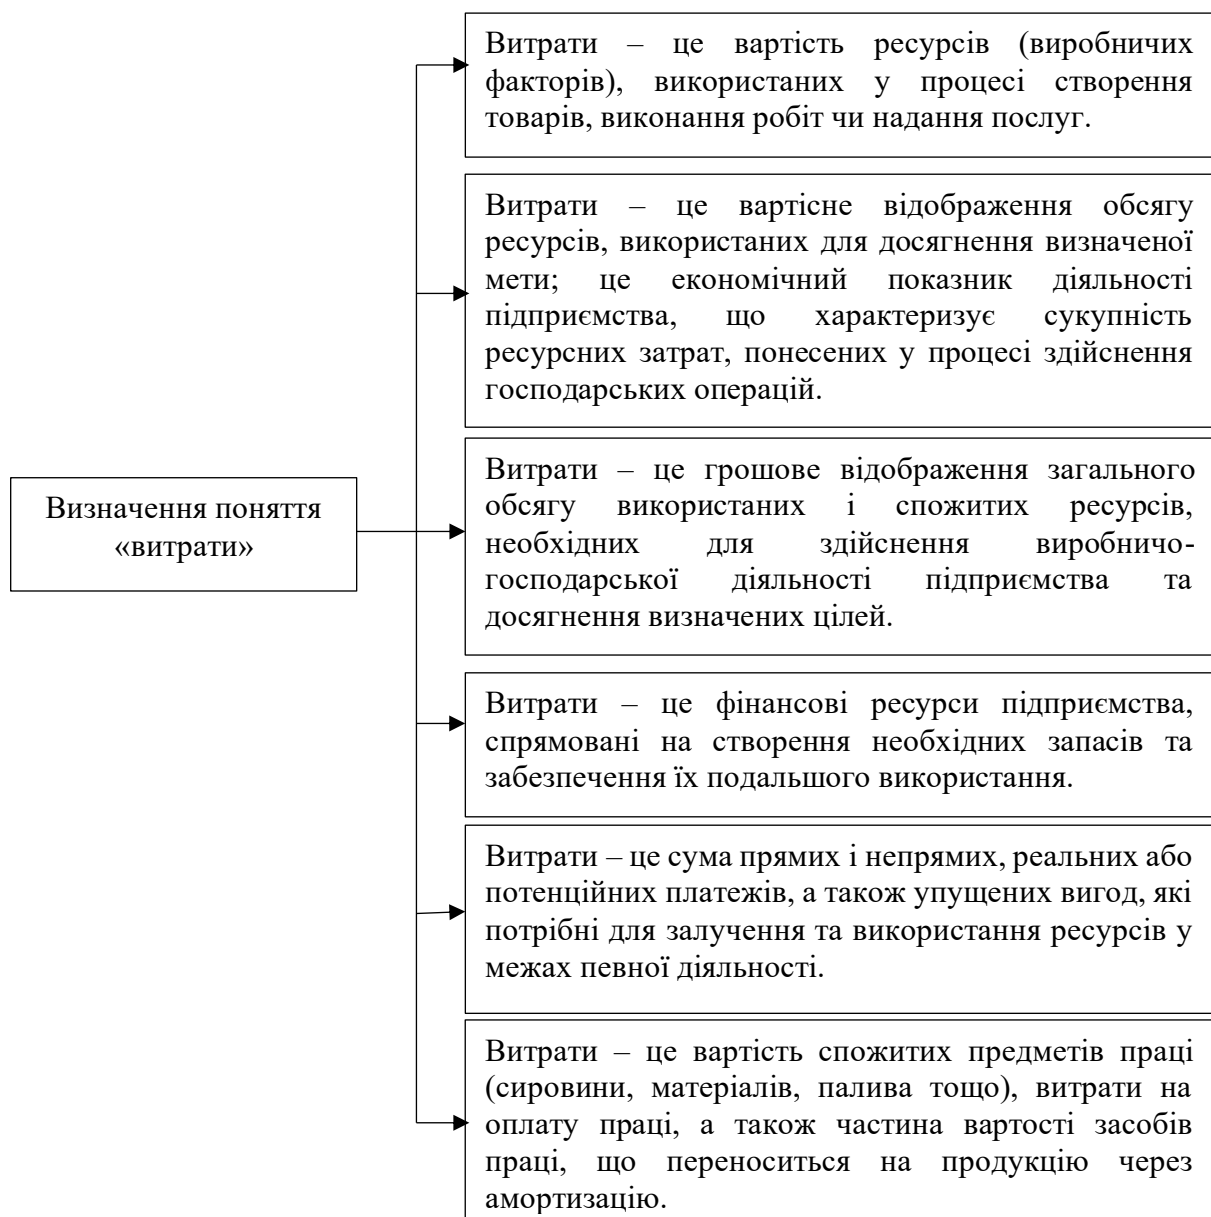 Витрати – це вартість ресурсів (виробничих
факторів), використаних у процесі створення
товарів, виконання робіт чи надання послуг.
Витрати – це вартісне відображення обсягу
ресурсів, використаних для досягнення визначеної
мети; це економічний показник діяльності
підприємства, що характеризує сукупність
ресурсних затрат, понесених у процесі здійснення
господарських операцій.
Визначення поняття
«витрати»
Витрати – це грошове відображення загального
обсягу використаних і спожитих ресурсів,
необхідних для здійснення виробничо-
господарської діяльності підприємства та
досягнення визначених цілей.
Витрати – це фінансові ресурси підприємства,
спрямовані на створення необхідних запасів та
забезпечення їх подальшого використання.
Витрати – це сума прямих і непрямих, реальних або
потенційних платежів, а також упущених вигод, які
потрібні для залучення та використання ресурсів у
межах певної діяльності.
Витрати – це вартість спожитих предметів праці
(сировини, матеріалів, палива тощо), витрати на
оплату праці, а також частина вартості засобів
праці, що переноситься на продукцію через
амортизацію.